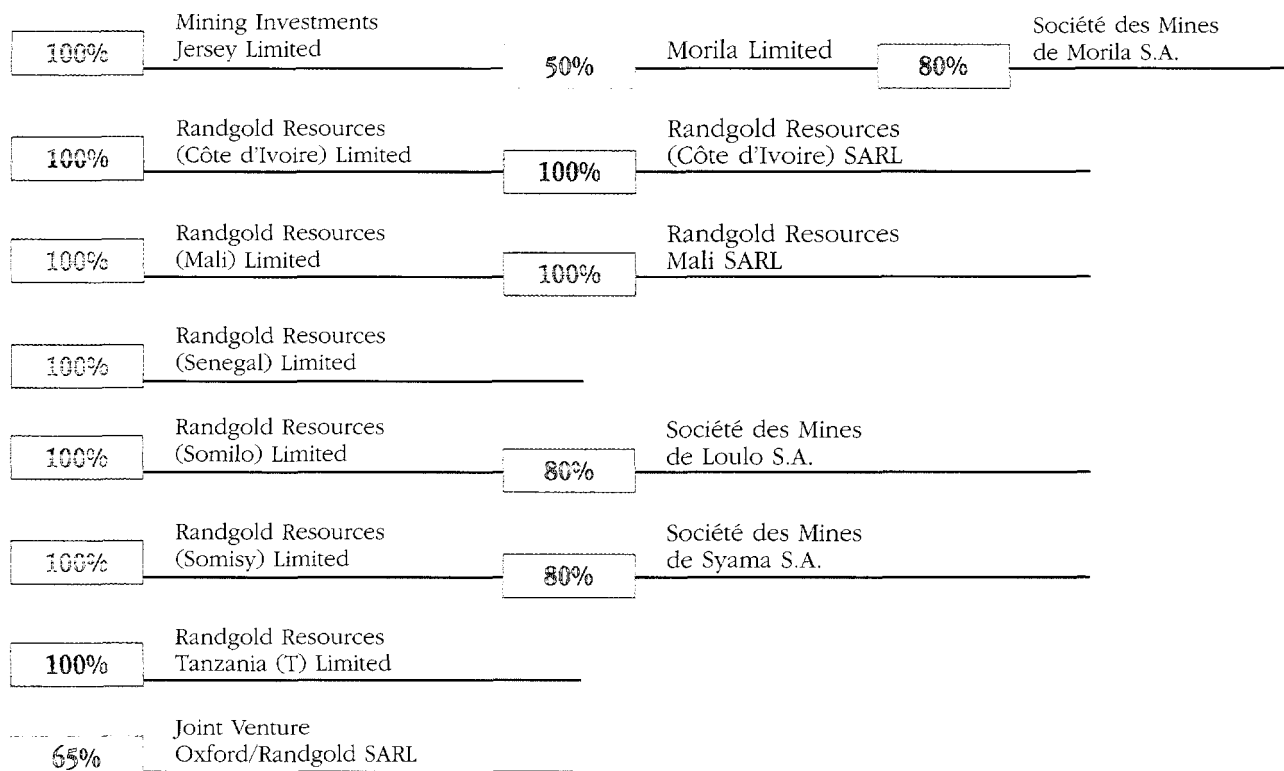 100%
Mining Investments
Jersey Limited
50%
Morila Limited
80%
Société des Mines
de Morila S.A.
100%
Randgold Resources
(Côte d'Ivoire) Limited
100%
Randgold Resources
(Côte d'Ivoire) SARL
100%
Randgold Resources
(Mali) Limited
100%
Randgold Resources
Mali SARL
100%
Randgold Resources
(Senegal) Limited
100%
Randgold Resources
(Somilo) Limited
80%
Société des Mines
de Loulo S.A.
100%
Randgold Resources
(Somisy) Limited
80%
Société des Mines
de Syama S.A.
100%
Randgold Resources
Tanzania (T) Limited
65%
Joint Venture
Oxford/Randgold SARL